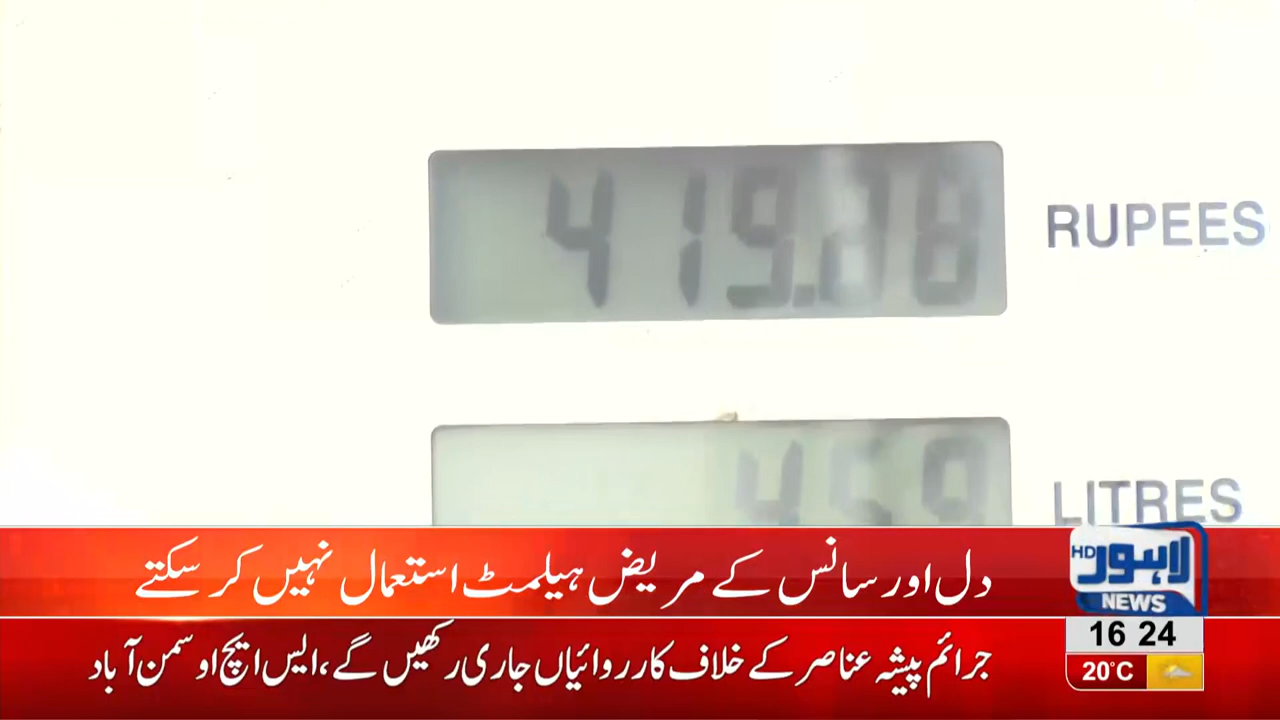 419.
RUPEES
LITRES
دل اور سانس کے مریض ہیلمٹ استعمال نہیں کر سکتے
HD لاہور
NEWS
16 24
جرائم پیشہ عناصر کے خلاف کارروائیاں جاری رکھیں گے، ایس ایچ او سمن آباد
20°C